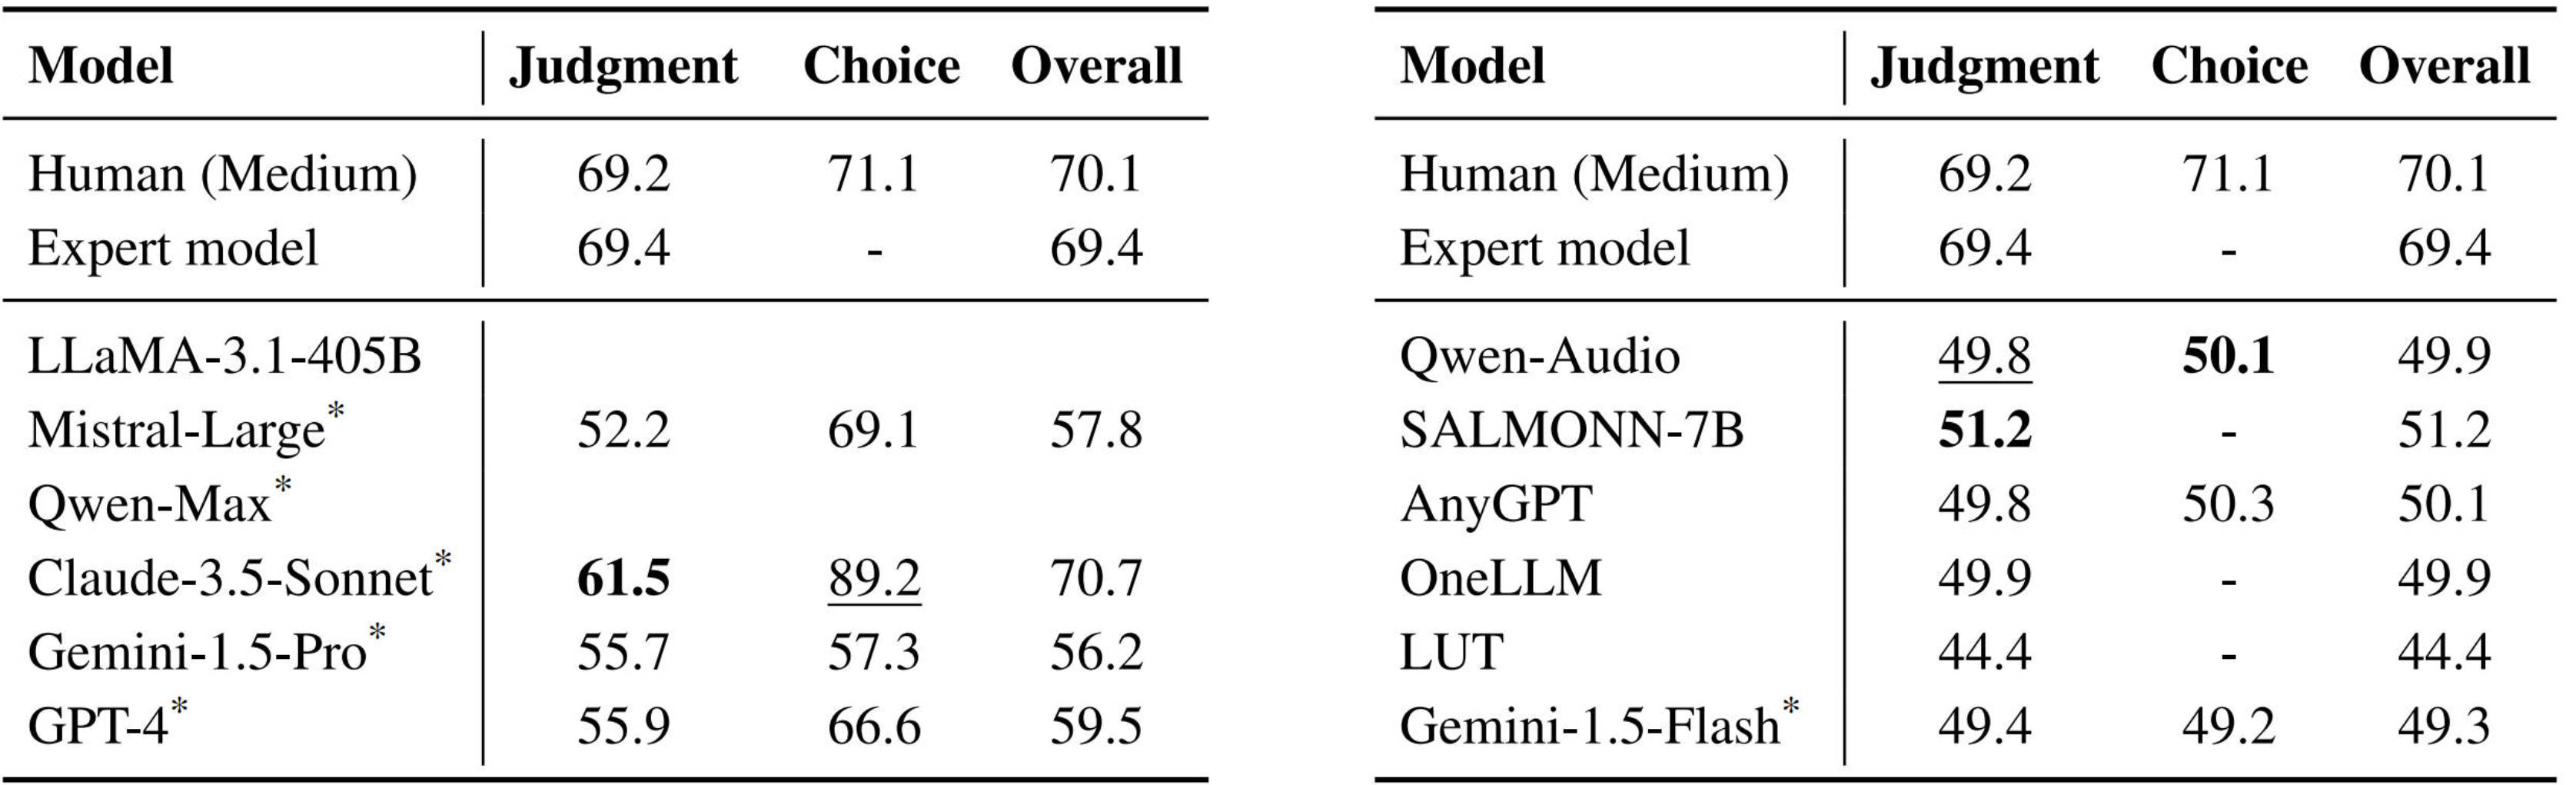 Model Judgment Choice Overall
Human (Medium) 69.2 71.1 70.1
Expert model 69.4 - 69.4
LLaMA-3.1-405B
Mistral-Large* 52.2 69.1 57.8
Qwen-Max*
Claude-3.5-Sonnet* 61.5 89.2 70.7
Gemini-1.5-Pro* 55.7 57.3 56.2
GPT-4* 55.9 66.6 59.5
Model Judgment Choice Overall
Human (Medium) 69.2 71.1 70.1
Expert model 69.4 - 69.4
Qwen-Audio 49.8 50.1 49.9
SALMONN-7B 51.2 - 51.2
AnyGPT 49.8 50.3 50.1
OneLLM 49.9 - 49.9
LUT 44.4 - 44.4
Gemini-1.5-Flash* 49.4 49.2 49.3